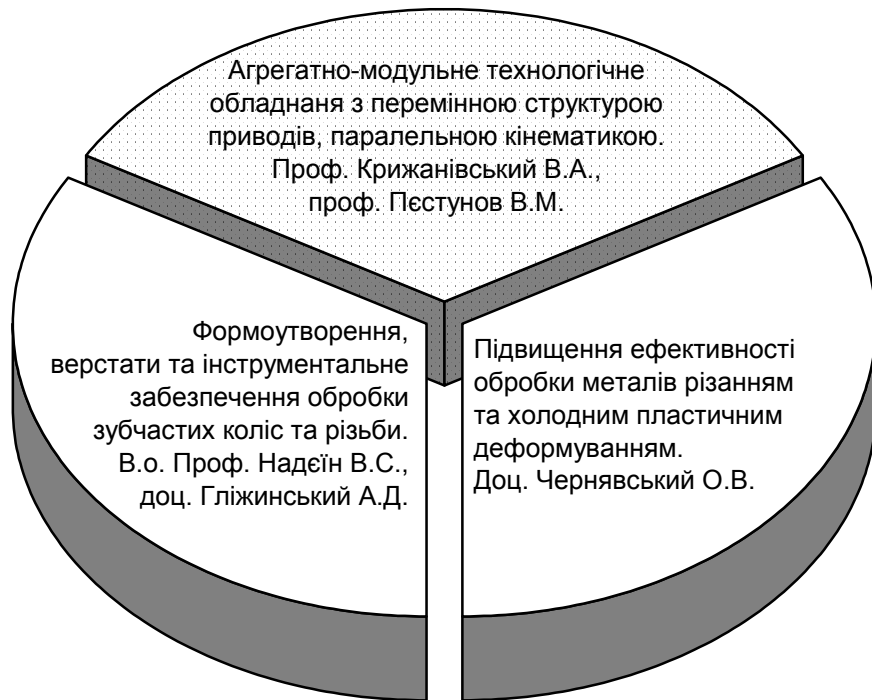 Агрегатно-модульне технологічне
обладнаня з перемінною структурою
приводів, паралельною кінематикою.
Проф. Крижанівський В.А.,
проф. Пєстунов В.М.
Формоутворення,
верстати та інструментальне
забезпечення обробки
зубчастих коліс та різьби.
В.о. Проф. Надєїн В.С.,
доц. Гліжинський А.Д.
Підвищення ефективності
обробки металів різанням
та холодним пластичним
деформуванням.
Доц. Чернявський О.В.